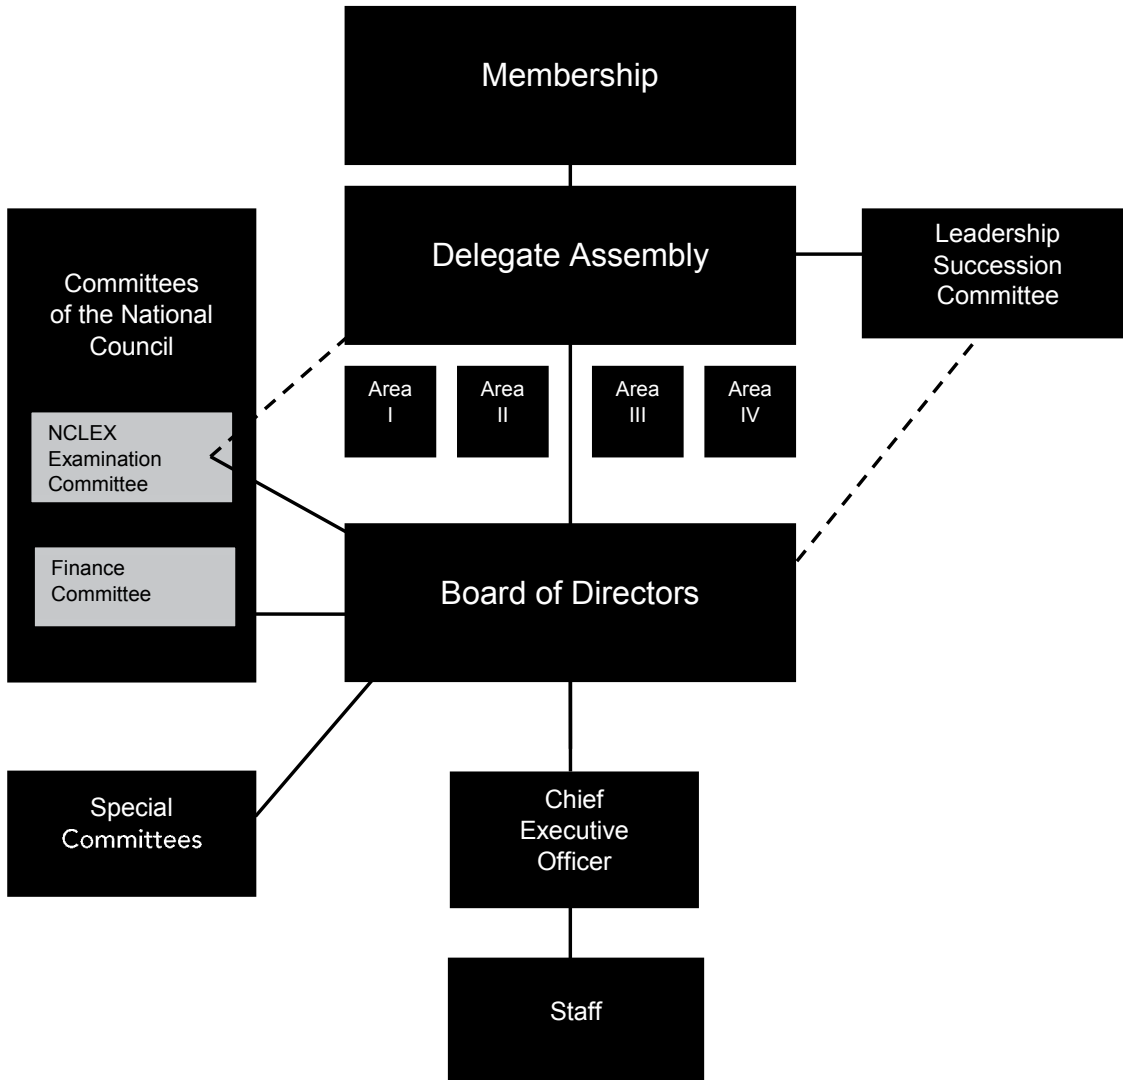 Membership
Delegate Assembly
Leadership
Succession
Committee
Committees
of the National
Council
Area
I
Area
II
Area
III
Area
IV
NCLEX
Examination
Committee
Finance
Committee
Board of Directors
Special
Committees
Chief
Executive
Officer
Staff